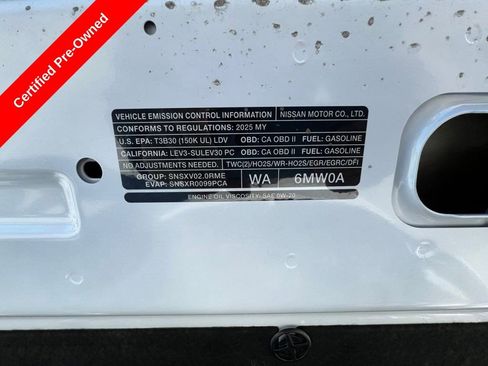 Certified Pre-Owned
VEHICLE EMISSION CONTROL INFORMATION NISSAN MOTOR CO., LTD.
CONFORMS TO REGULATIONS: 2025 MY
U.S. EPA: T3B30 (150K UL) LDV OBD: CA OBD II FUEL: GASOLINE
CALIFORNIA: LEV3-SULEV30 PC OBD: CA OBD II FUEL: GASOLINE
NO ADJUSTMENTS NEEDED. TWC(2)/HO2S/WR-HO2S/EGR/EGRC/DFI
GROUP: SNSXV02.0RME WA 6MW0A
EVAP: SNSXR0099PCA
ENGINE OIL VISCOSITY: SAE 0W-20